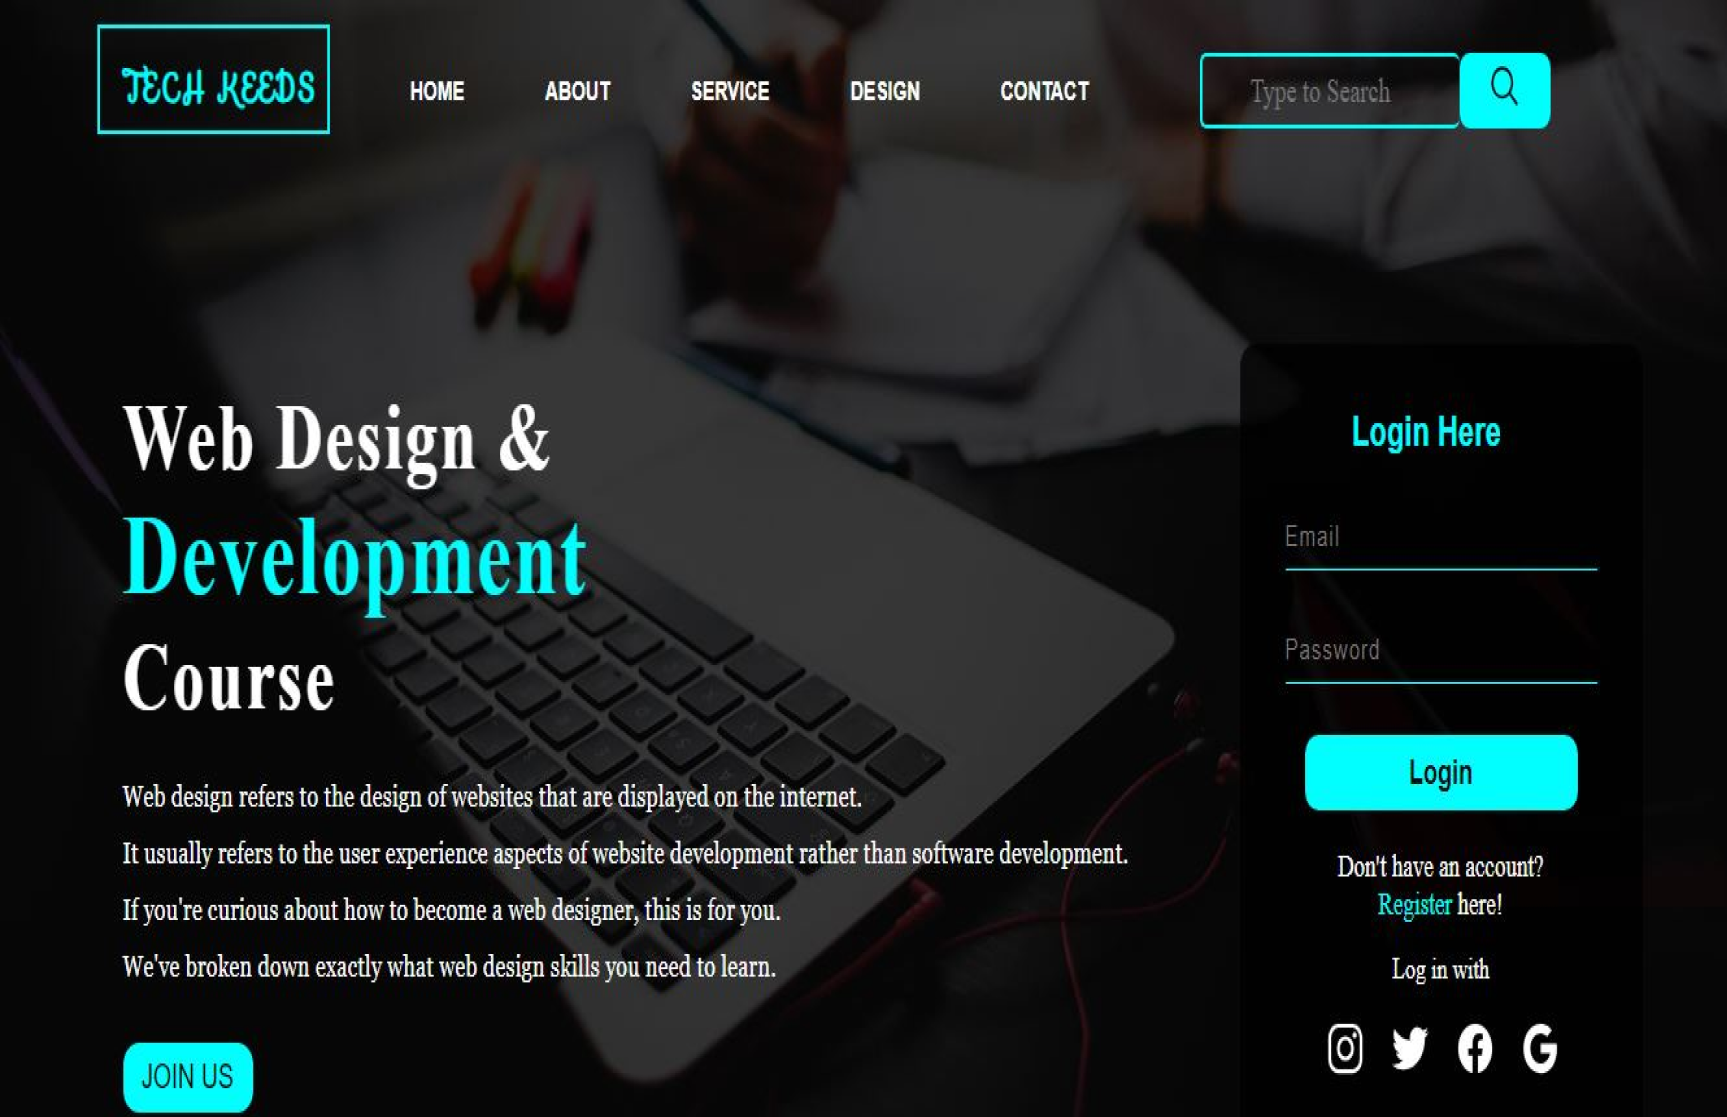 TECH KEEDS
HOME ABOUT SERVICE DESIGN CONTACT
Type to Search
Web Design &
Development
Course
Web design refers to the design of websites that are displayed on the internet.
It usually refers to the user experience aspects of website development rather than software development.
If you're curious about how to become a web designer, this is for you.
We've broken down exactly what web design skills you need to learn.
JOIN US
Login Here
Email
Password
Login
Don't have an account?
Register here!
Log in with